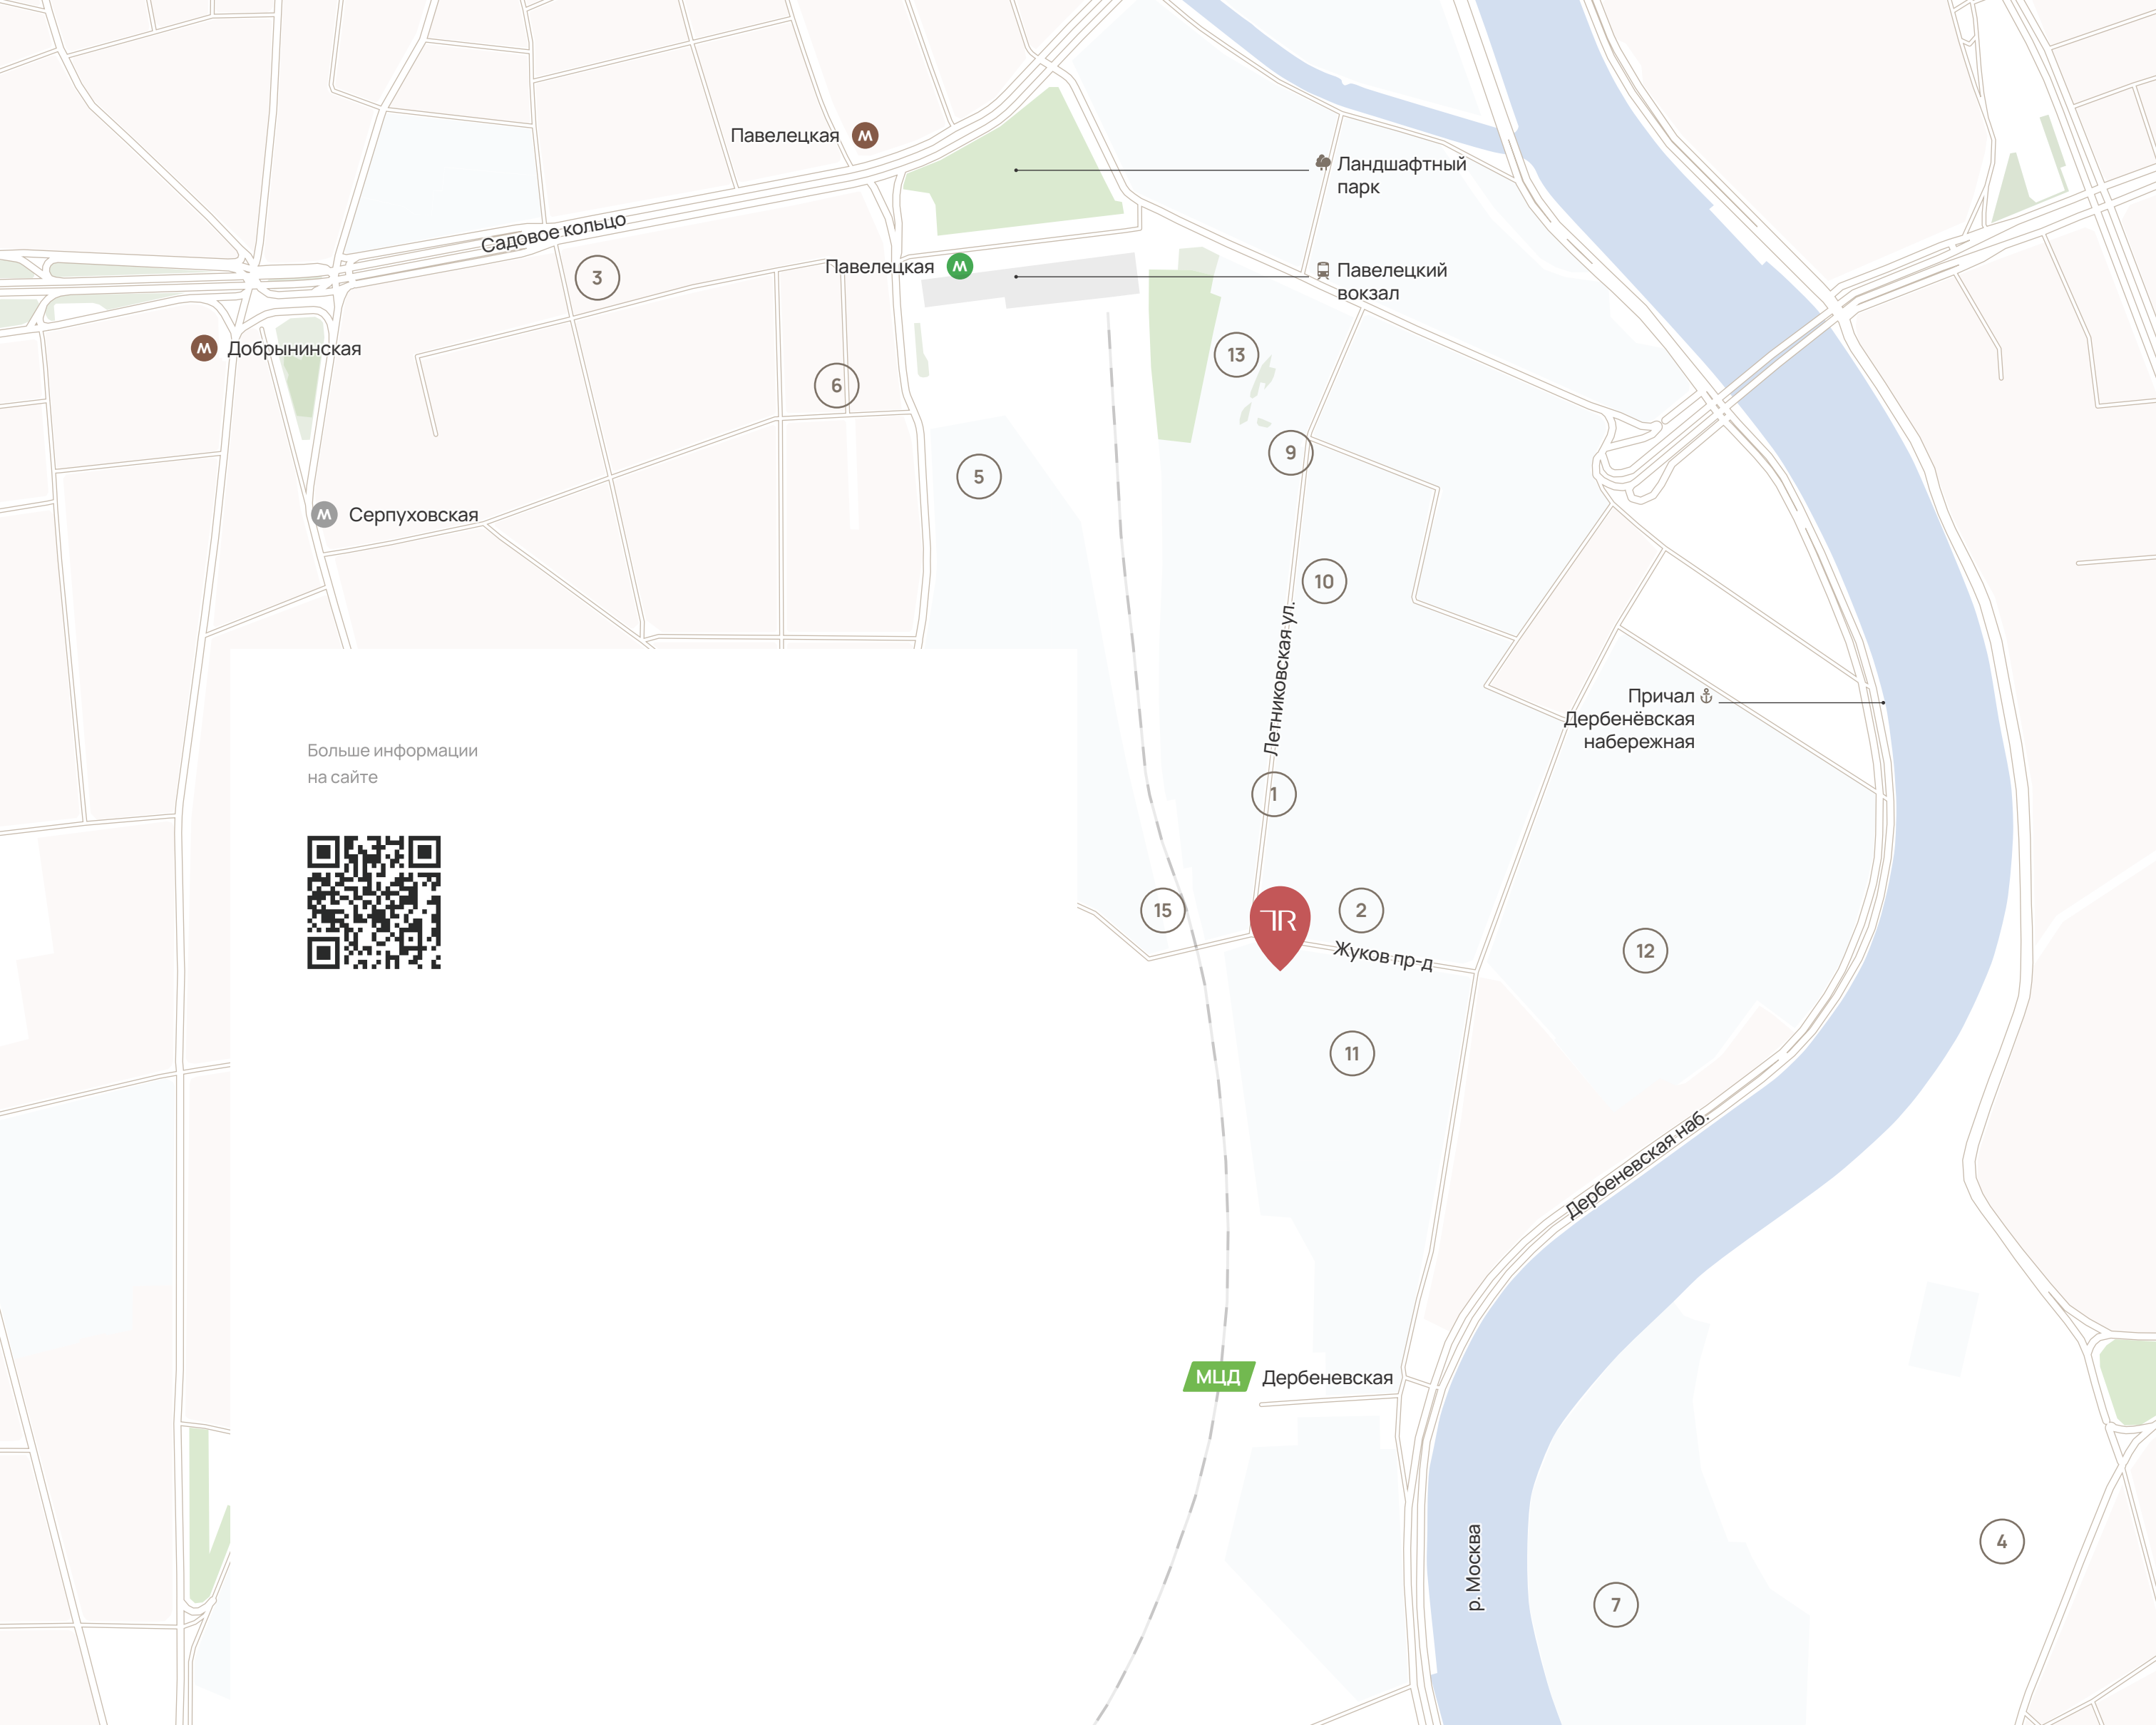 Павелецкая
Ландшафтный
парк
Садовое кольцо
Павелецкая
Павелецкий
вокзал
3
Добрынинская
13
6
9
5
Серпуховская
10
Летниковская ул.
Причал
Дербенёвская
набережная
Больше информации
на сайте
1
15
TR
2
Жуков пр-д
12
11
Дербеневская наб.
МЦД Дербеневская
р. Москва
4
7